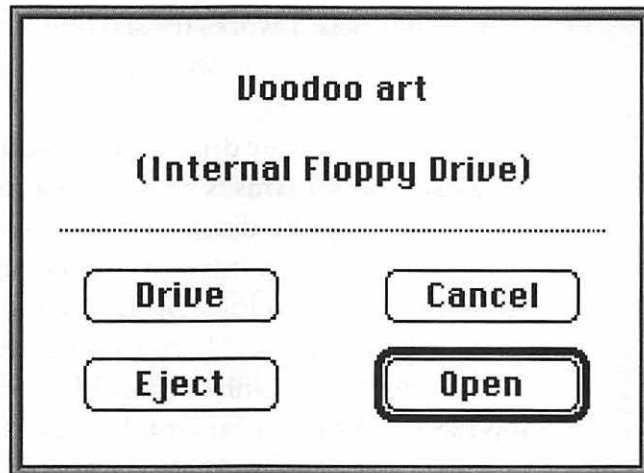 Voodoo art
(Internal Floppy Drive)
Drive
Cancel
Eject
Open